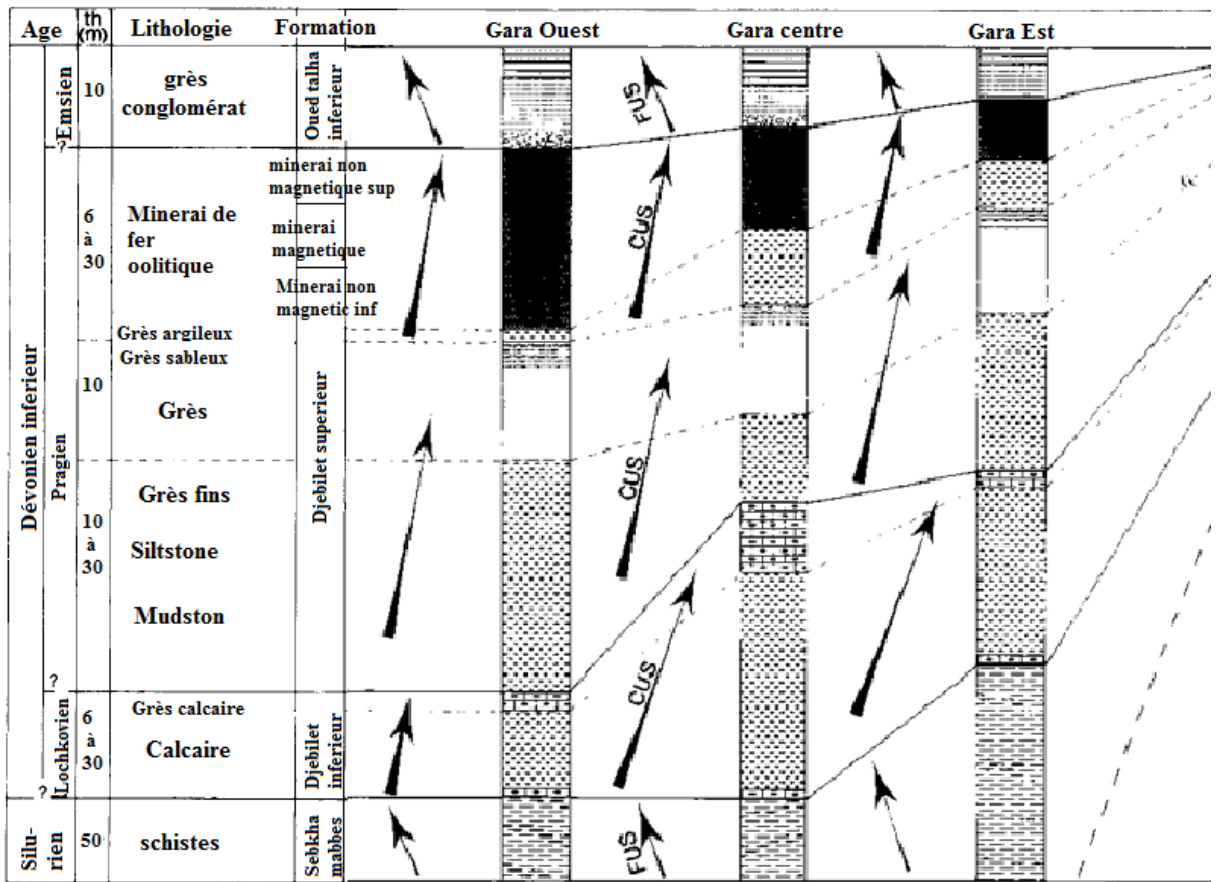 Age
th
(m)
Lithologie
Formation
Gara Ouest
Gara centre
Gara Est
Emsien
10
grès
conglomérat
Oued talha
inferieur
FUS
?
Dévonien inferieur
Pragien
6
à
30
Minerai de
fer
oolitique
minerai non
magnetique sup
minerai
magnetique
Minerai non
magnetic inf
CUS
Grès argileux
Grès sableux
10
Grès
Djebilet superieur
CUS
Grès fins
10
à
30
Siltstone
Mudston
?
Lochkovien
6
à
30
Grès calcaire
Calcaire
Djebilet
inferieur
CUS
?
Silu-
rien
50
schistes
Sebkha
mabbes
FUS